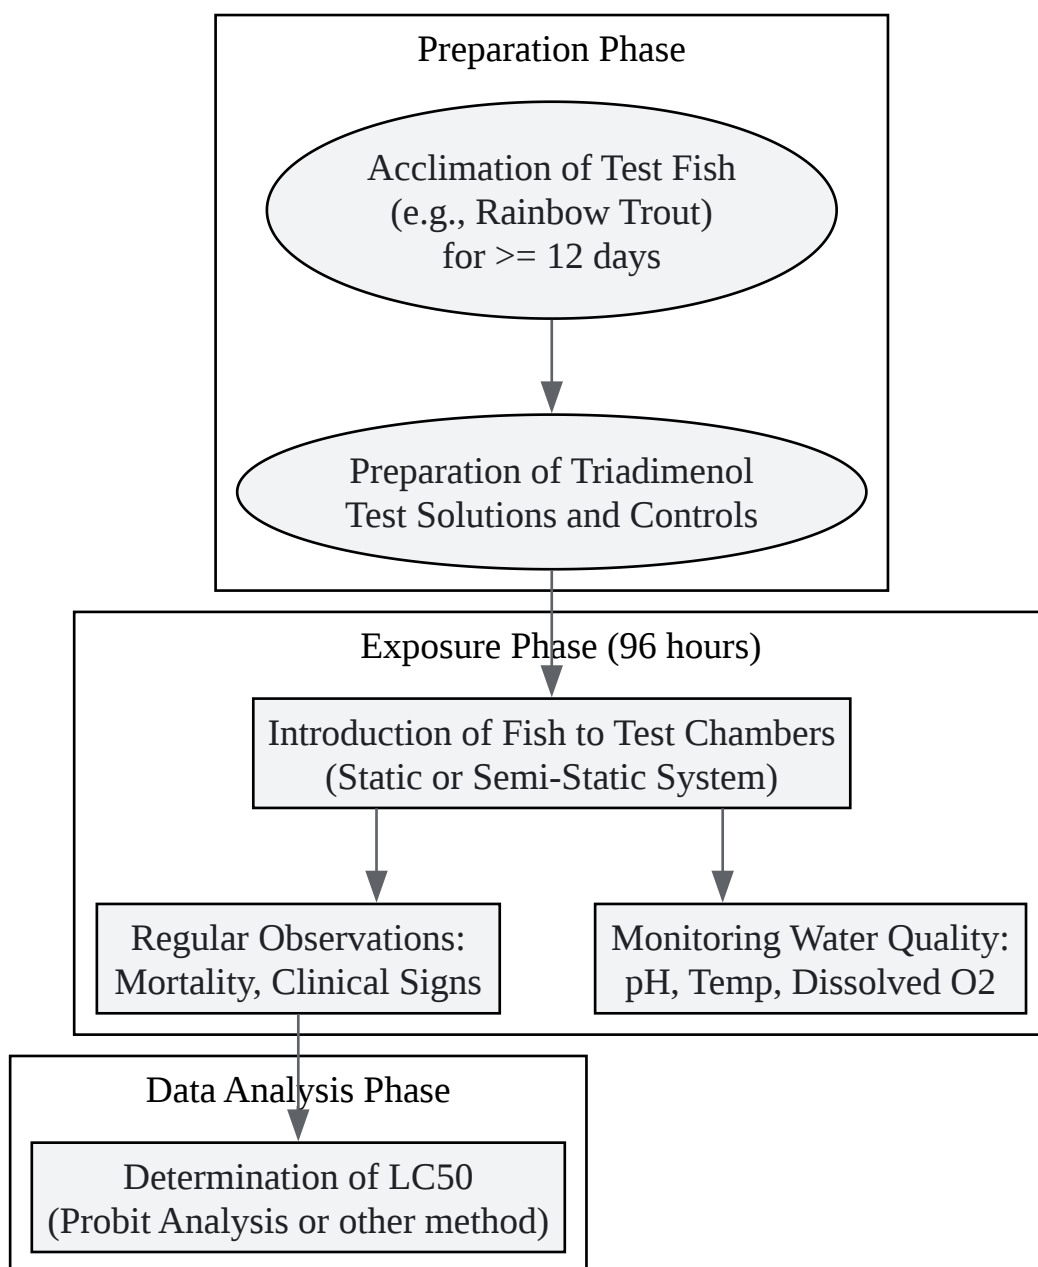 Preparation Phase
Acclimation of Test Fish
(e.g., Rainbow Trout)
for >= 12 days
Preparation of Triadimenol
Test Solutions and Controls
Exposure Phase (96 hours)
Introduction of Fish to Test Chambers
(Static or Semi-Static System)
Regular Observations:
Mortality, Clinical Signs
Monitoring Water Quality:
pH, Temp, Dissolved O2
Data Analysis Phase
Determination of LC50
(Probit Analysis or other method)